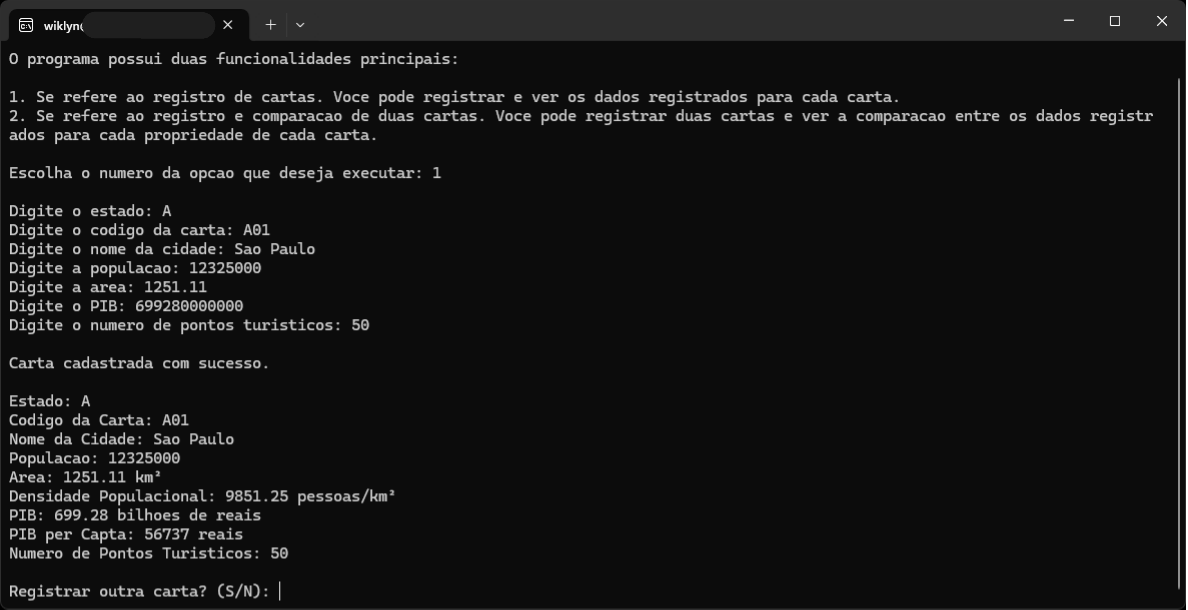 wiklyn
O programa possui duas funcionalidades principais:
1. Se refere ao registro de cartas. Voce pode registrar e ver os dados registrados para cada carta.
2. Se refere ao registro e comparacao de duas cartas. Voce pode registrar duas cartas e ver a comparacao entre os dados registr
ados para cada propriedade de cada carta.
Escolha o numero da opcao que deseja executar: 1
Digite o estado: A
Digite o codigo da carta: A01
Digite o nome da cidade: Sao Paulo
Digite a populacao: 12325000
Digite a area: 1251.11
Digite o PIB: 699280000000
Digite o numero de pontos turisticos: 50
Carta cadastrada com sucesso.
Estado: A
Codigo da Carta: A01
Nome da Cidade: Sao Paulo
Populacao: 12325000
Area: 1251.11 km²
Densidade Populacional: 9851.25 pessoas/km²
PIB: 699.28 bilhoes de reais
PIB per Capta: 56737 reais
Numero de Pontos Turisticos: 50
Registrar outra carta? (S/N):